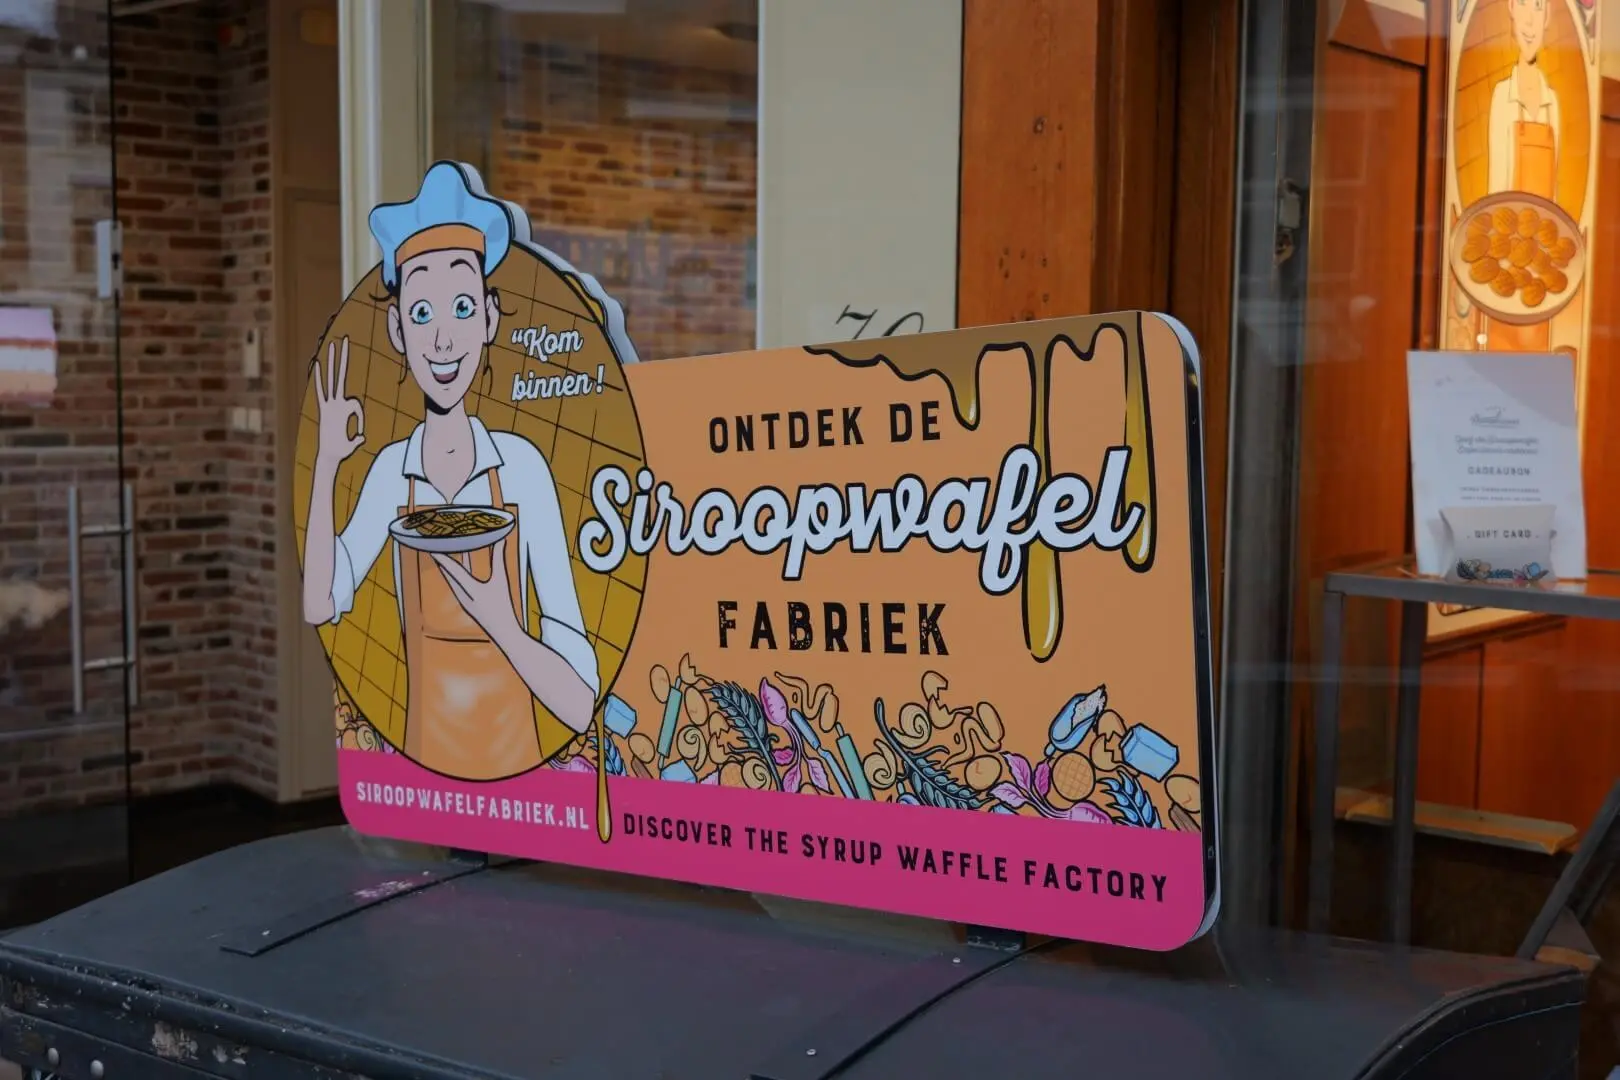 “Kom
binnen!
ONTDEK DE
Siroopwafel
FABRIEK
SIROOPWAFELFABRIEK.NL
DISCOVER THE SYRUP WAFFLE FACTORY
CADEAUBON
. GIFT CARD .